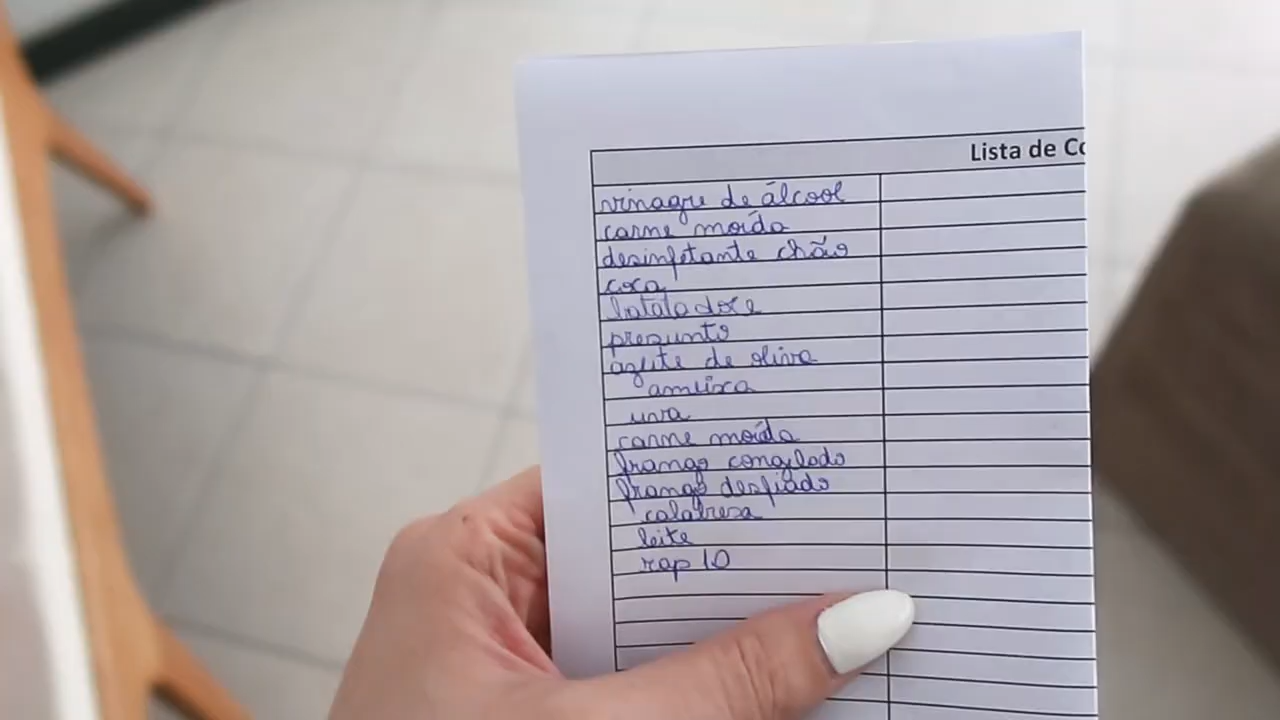 Lista de Co
vinagre de álcool
carne moída
desinfetante chão
coca
batata doce
presunto
azeite de oliva
ameixa
uva
carne moída
frango congelado
frango desfiado
calabresa
leite
rap 10